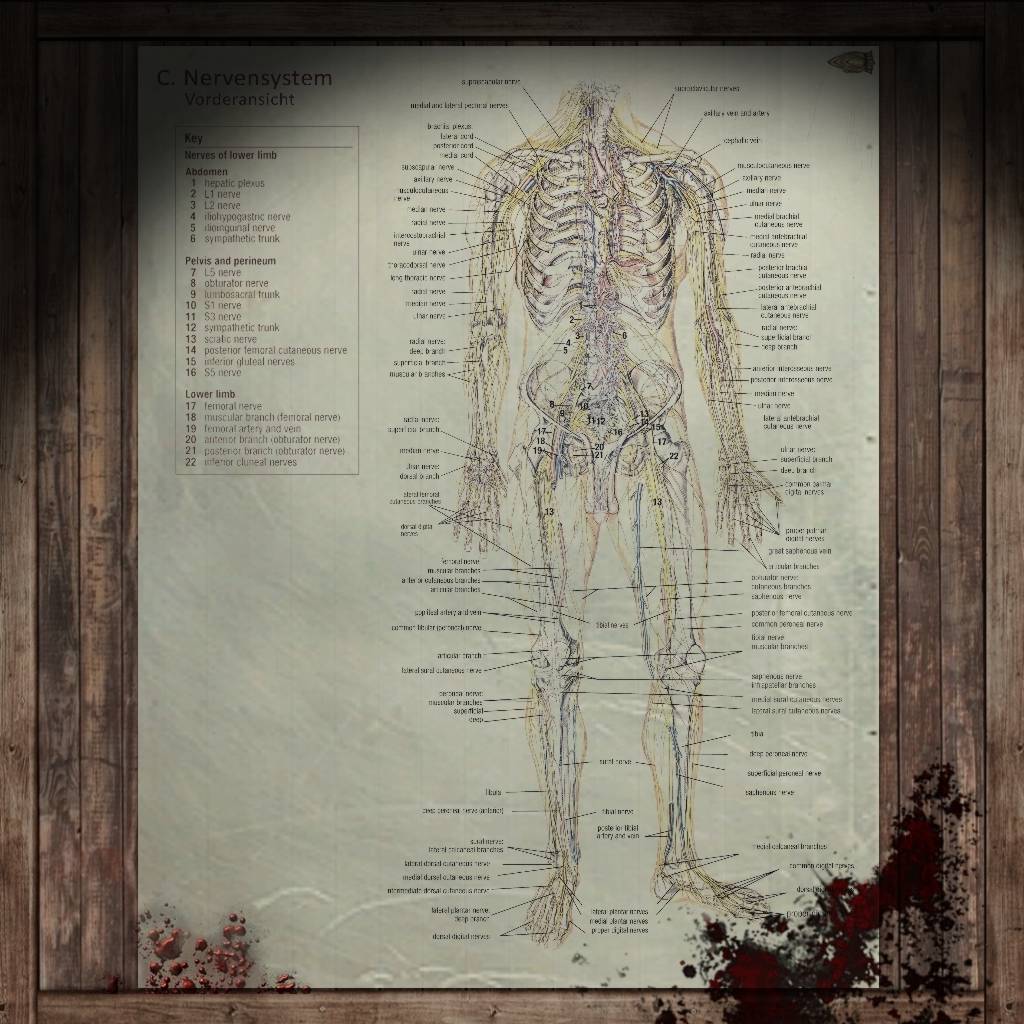 C. Nervensystem
Vorderansicht
Key
Nerves of lower limb
Abdomen
1 hepatic plexus
2 L1 nerve
3 L2 nerve
4 iliohypogastric nerve
5 ilioinguinal nerve
6 sympathetic trunk
Pelvis and perineum
7 L5 nerve
8 obturator nerve
9 lumbosacral trunk
10 S1 nerve
11 S3 nerve
12 sympathetic trunk
13 sciatic nerve
14 posterior femoral cutaneous nerve
15 inferior gluteal nerves
16 S5 nerve
Lower limb
17 femoral nerve
18 muscular branch (femoral nerve)
19 femoral artery and vein
20 anterior branch (obturator nerve)
21 posterior branch (obturator nerve)
22 inferior cluneal nerves
suprascapular nerve
medial and lateral pectoral nerves
brachial plexus:
lateral cord
posterior cord
medial cord
subscapular nerve
axillary nerve
musculocutaneous
nerve
median nerve
radial nerve
intercostobrachial
nerve
ulnar nerve
thoracodorsal nerve
long thoracic nerve
radial nerve
median nerve
ulnar nerve
radial nerve:
deep branch
superficial branch
muscular branches
radial nerve:
superficial branch
median nerve
ulnar nerve:
dorsal branch
lateral femoral
cutaneous branches
dorsal digital
nerves
femoral nerve:
muscular branches
anterior cutaneous branches
articular branches
popliteal artery and vein
common fibular (peroneal) nerve
articular branch
lateral sural cutaneous nerve
peroneal nerve:
muscular branches
superficial
deep
fibula
deep peroneal nerve (anterior)
sural nerve:
lateral calcaneal branches
lateral dorsal cutaneous nerve
medial dorsal cutaneous nerve
intermediate dorsal cutaneous nerve
lateral plantar nerve:
deep branch
dorsal digital nerves
2
3
4
5
6
7
8
9
10
11 12
13
15
16
17
18
19
20
21
17
22
13
13
tibial nerves
sural nerve
tibial nerve
posterior tibial
artery and vein
lateral plantar nerves
medial plantar nerves
proper digital nerves
supraclavicular nerves
axillary vein and artery
cephalic vein
musculocutaneous nerve
axillary nerve
median nerve
ulnar nerve
medial brachial
cutaneous nerve
medial antebrachial
cutaneous nerve
radial nerve
posterior brachial
cutaneous nerve
posterior antebrachial
cutaneous nerve
lateral antebrachial
cutaneous nerve
radial nerve:
superficial branch
deep branch
anterior interosseous nerve
posterior interosseous nerve
median nerve
ulnar nerve
lateral antebrachial
cutaneous nerve
ulnar nerve:
superficial branch
deep branch
common palmar
digital nerves
proper palmar
digital nerves
great saphenous vein
articular branches
obturator nerve:
cutaneous branches
saphenous nerve
posterior femoral cutaneous nerve
common peroneal nerve
tibial nerve
muscular branches
saphenous nerve
infrapatellar branches
medial sural cutaneous nerves
lateral sural cutaneous nerves
tibia
deep peroneal nerve
superficial peroneal nerve
saphenous nerve
medial calcaneal branches
common digital nerves